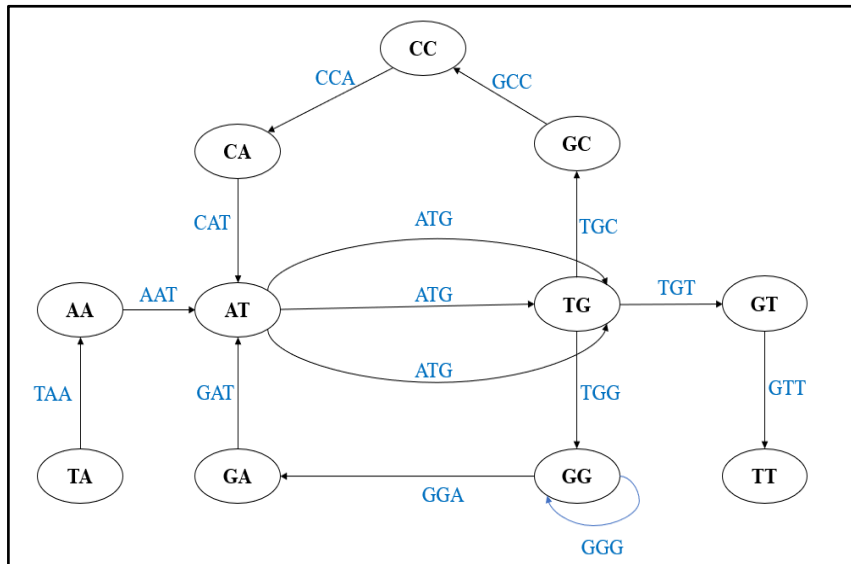 CC
CCA GCC
CA GC
CAT ATG TGC
AAT ATG TGT
AA AT TG GT
TAA GAT ATG TGG GTT
TA GA GG TT
GGA
GGG